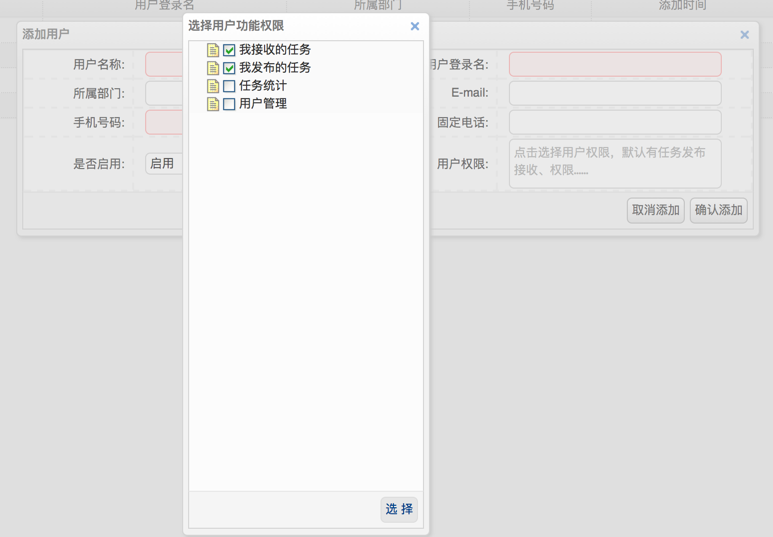 用户登录名 所属部门 手机号码 添加时间
添加用户
选择用户功能权限
我接收的任务
我发布的任务
任务统计
用户管理
选 择
用户名称:
用户登录名:
所属部门:
E-mail:
手机号码:
固定电话:
是否启用: 启用
用户权限: 点击选择用户权限，默认有任务发布
接收、权限......
取消添加 确认添加